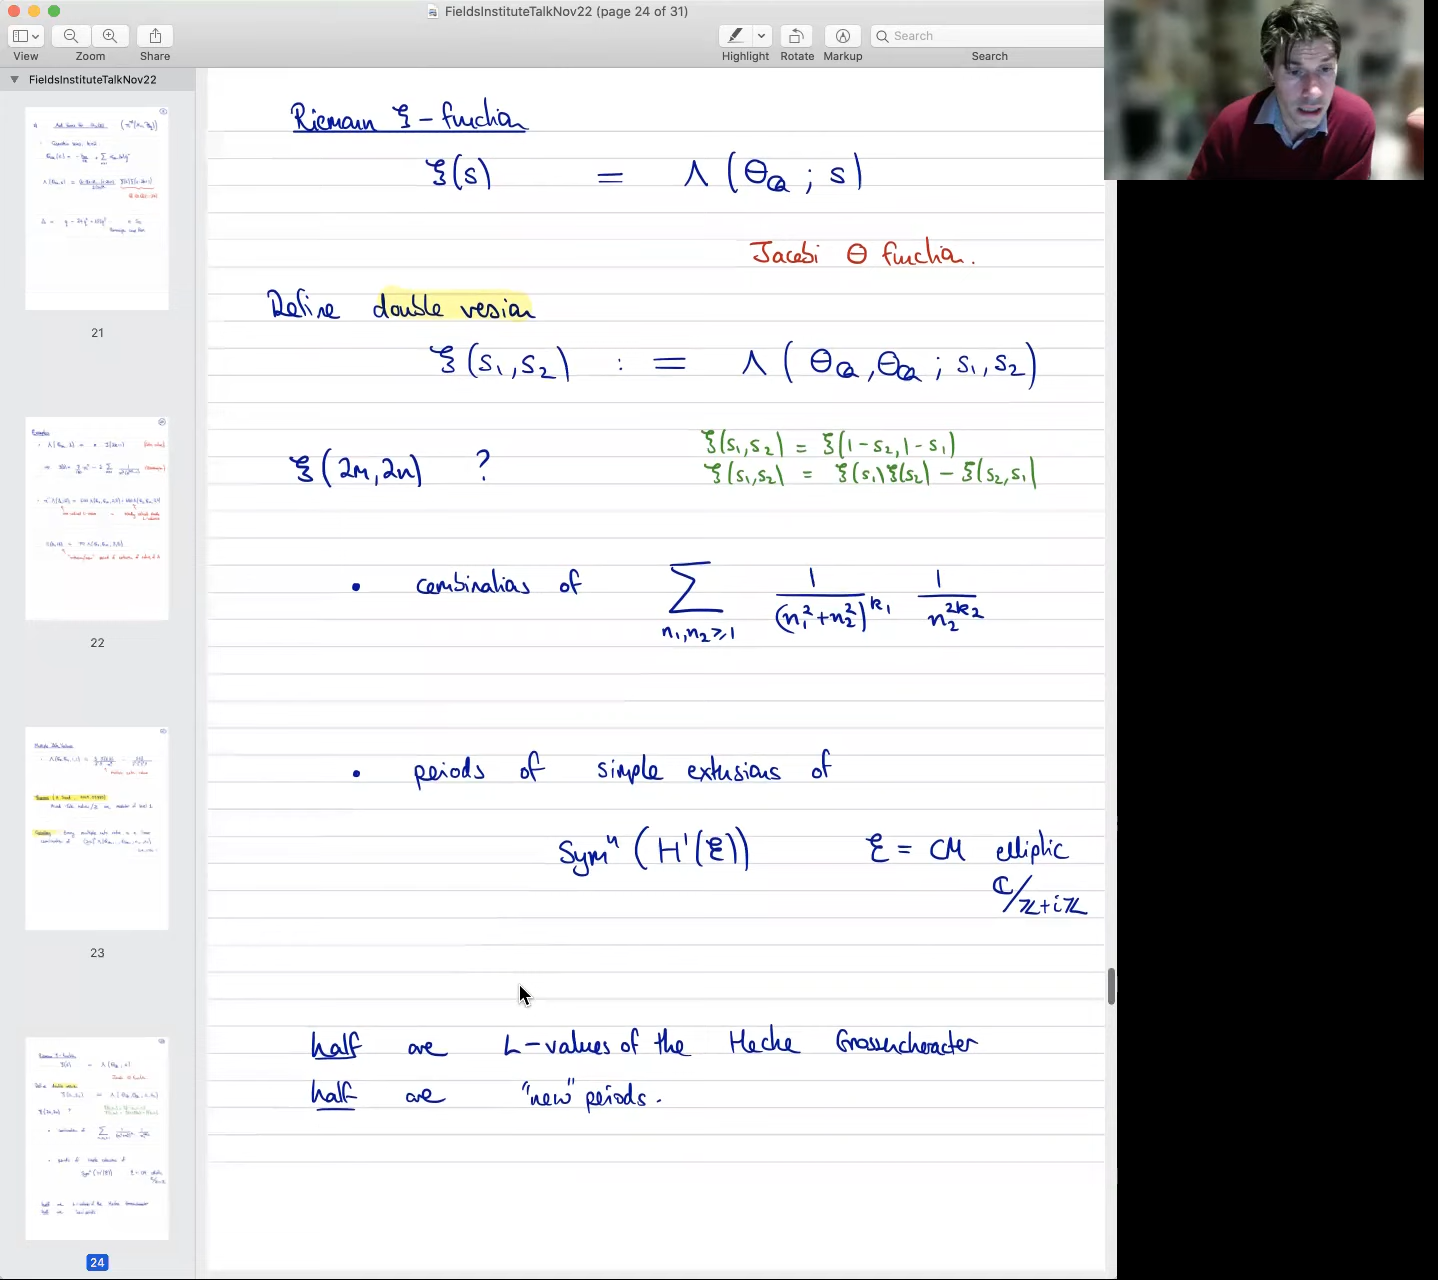 FieldsInstituteTalkNov22 (page 24 of 31)
View Zoom Share Highlight Rotate Markup Search Search
FieldsInstituteTalkNov22
21
22
23
24
Riemann ξ-function
ξ(s) = Λ(θ_ℚ ; s)
Jacobi θ function.
Define double version
ξ(s₁,s₂) := Λ(θ_ℚ,θ_ℚ ; s₁,s₂)
ξ(s₁,s₂) = ξ(1-s₂,1-s₁)
ξ(2m,2n) ? ξ(s₁,s₂) = ξ(s₁)ξ(s₂) - ξ(s₂,s₁)
• combinations of ∑_{n₁,n₂≥1} 1/(n₁²+n₂²)^{k₁} 1/n₂^{2k₂}
• periods of simple extensions of
Symⁿ(H¹(ℰ)) ℰ = CM elliptic
ℂ/ℤ+iℤ
half are L-values of the Hecke Grossencharacter
half are "new" periods.